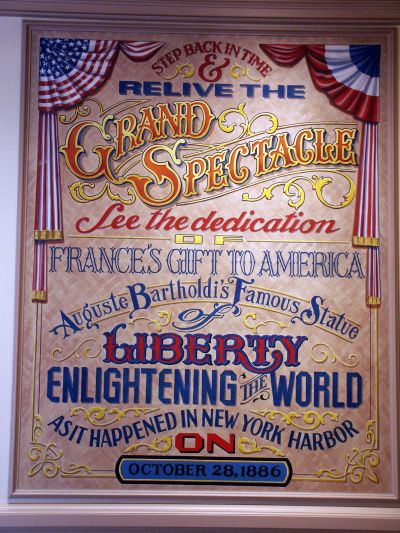 STEP BACK IN TIME
&
RELIVE THE
GRAND
SPECTACLE
See the dedication
OF
FRANCE'S GIFT TO AMERICA
Auguste Bartholdi's Famous Statue
of
LIBERTY
ENLIGHTENING THE WORLD
AS IT HAPPENED IN NEW YORK HARBOR
ON
OCTOBER 28, 1886